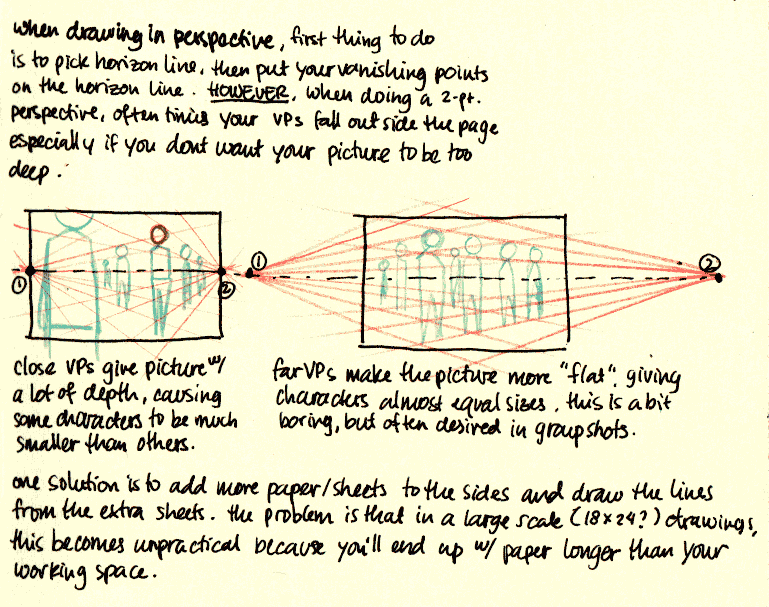 when drawing in perspective, first thing to do
is to pick horizon line, then put your vanishing points
on the horizon line. HOWEVER, when doing a 2-pt.
perspective, often times your VPs fall out side the page
especially if you dont want your picture to be too
deep.
① ② ① ②
close VPs give picture w/
a lot of depth, causing
some characters to be much
smaller than others.
far VPs make the picture more "flat", giving
characters almost equal sizes. this is a bit
boring, but often desired in group shots.
one solution is to add more paper/sheets to the sides and draw the lines
from the extra sheets. the problem is that in a large scale (18x24?) drawings,
this becomes unpractical because you'll end up w/ paper longer than your
working space.